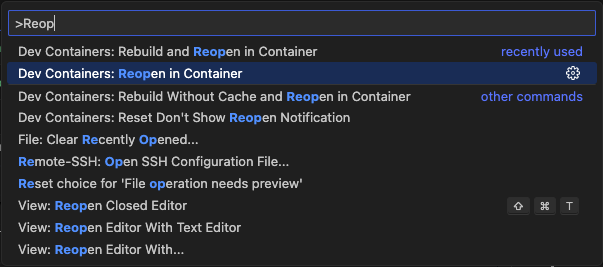 >Reop
Dev Containers: Rebuild and Reopen in Container recently used
Dev Containers: Reopen in Container
Dev Containers: Rebuild Without Cache and Reopen in Container other commands
Dev Containers: Reset Don't Show Reopen Notification
File: Clear Recently Opened...
Remote-SSH: Open SSH Configuration File...
Reset choice for 'File operation needs preview'
View: Reopen Closed Editor ⇧ ⌘ T
View: Reopen Editor With Text Editor
View: Reopen Editor With...